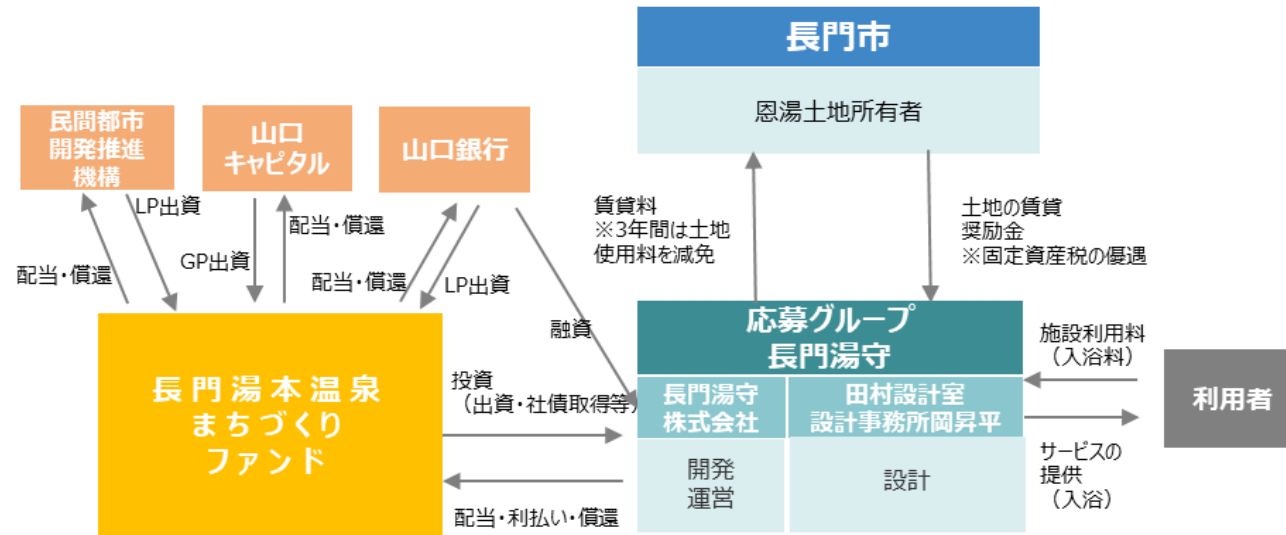 長門市
恩湯土地所有者
民間都市
開発推進
機構
山口
キャピタル
山口銀行
LP出資
配当・償還
GP出資
配当・償還
配当・償還
LP出資
融資
賃貸料
※3年間は土地
使用料を減免
土地の賃貸
奨励金
※固定資産税の優遇
長門湯本温泉
まちづくり
ファンド
投資
（出資・社債取得等）
配当・利払い・償還
応募グループ
長門湯守
長門湯守
株式会社
田村設計室
設計事務所岡昇平
開発
運営
設計
施設利用料
（入浴料）
サービスの
提供
（入浴）
利用者